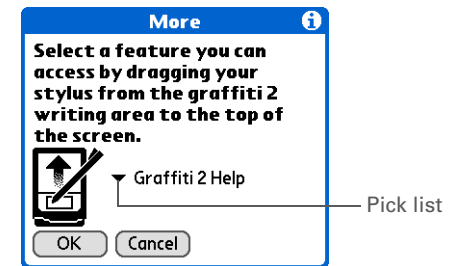 More
Select a feature you can
access by dragging your
stylus from the graffiti 2
writing area to the top of
the screen.
Graffiti 2 Help
Pick list
OK Cancel